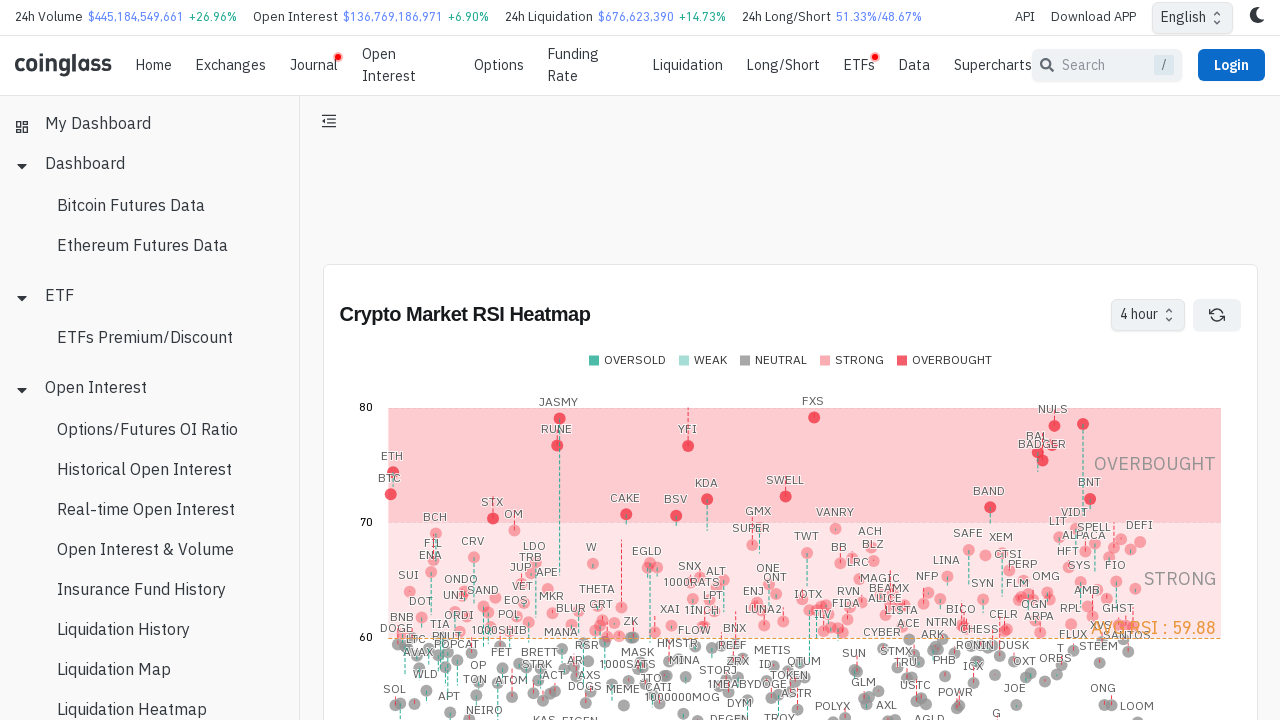 24h Volume $445,184,549,661 +26.96% Open Interest $136,769,186,971 +6.90% 24h Liquidation $676,623,390 +14.73% 24h Long/Short 51.33%/48.67% API Download APP English
coinglass Home Exchanges Journal Open Interest Options Funding Rate Liquidation Long/Short ETFs Data Supercharts Search / Login
My Dashboard
Dashboard
Bitcoin Futures Data
Ethereum Futures Data
ETF
ETFs Premium/Discount
Open Interest
Options/Futures OI Ratio
Historical Open Interest
Real-time Open Interest
Open Interest & Volume
Insurance Fund History
Liquidation History
Liquidation Map
Liquidation Heatmap
Crypto Market RSI Heatmap 4 hour
OVERSOLD WEAK NEUTRAL STRONG OVERBOUGHT
80
JASMY FXS NULS
RUNE YFI
BADGER
ETH OVERBOUGHT
BTC SWELL BNT
KDA BAND
STX CAKE BSV
70
BCH OM GMX VANRY VIDT
SUPER LIT SPELL DEFI
FIL CRV LDO W EGLD TWT BB ACH SAFE XEM ALPACA
ENA TRB BLZ CTSI HFT
SUI ONDO JUP APE SNX ALT ONE LRC LINA PERP SYS FIO
1000RATS QNT MAGIC NFP SYN FLM OMG STRONG
DOT UNI SAND VET MKR THETA LPT ENJ IOTX RVN BEAMX AMB
EOS BLUR GRT XAI 1INCH LUNA2 FIDA ALICE CELR OGN RPL GHST
BNB ORDI POL ILV LISTA BICO ARPA
DOGE TIA 1000SHIB MANA ZK FLOW BNX CYBER ACE NTRN CHESS FLUX XVS : 59.88
60
LTC PNUT ARK SANTOS
AVAX POPCAT FET BRETT RSR MASK HMSTR REEF METIS SUN STMX RONIN DUSK T STEEM
WLD OP STRK 1000SATS MINA ZRX QTUM TRU PHB ICX OXT ORBS
TON ATOM ACT AXS STORJ TOKEN GLM USTC
SOL APT DOGS MEME CATI 1MBABYDOGE ASTR POWR JOE ONG
NEIRO 1000000MOG DYM POLYX AXL LOOM
KAS EIGEN DEGEN TROY AGLD G